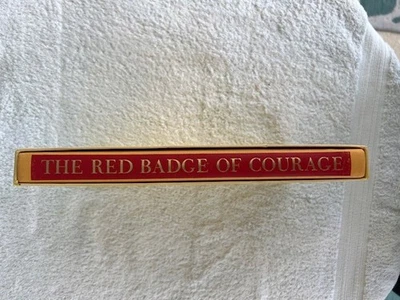 THE RED BADGE OF COURAGE